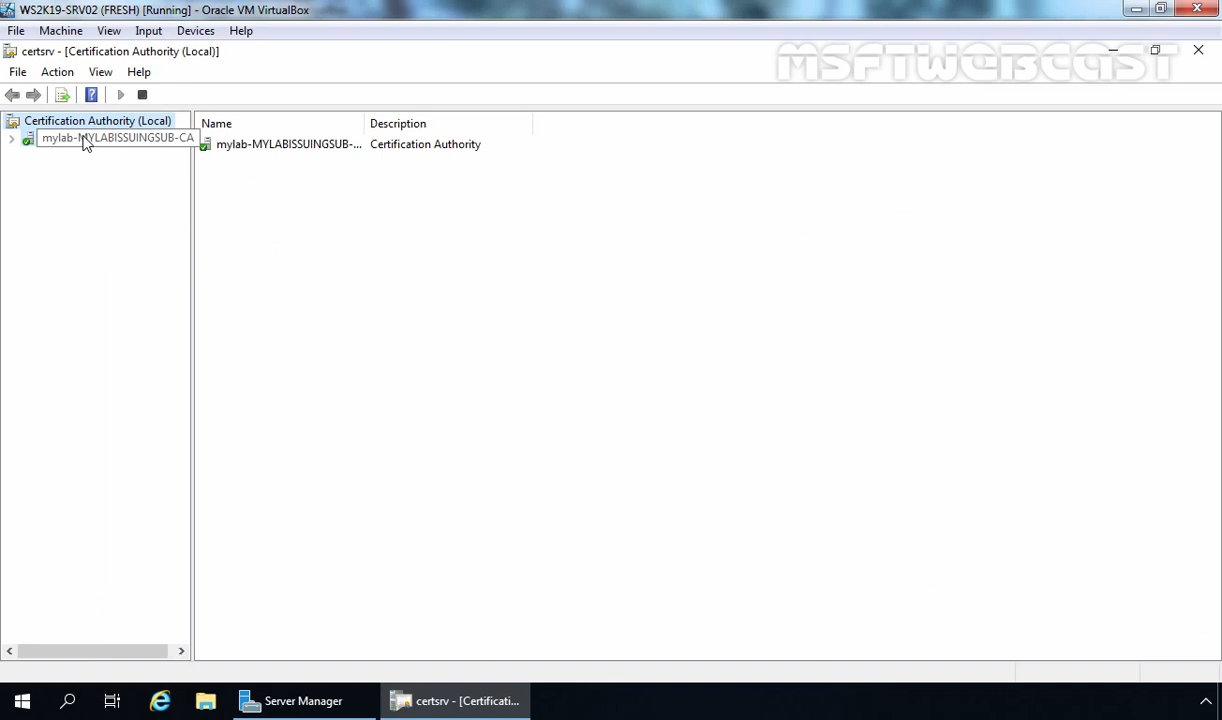 WS2K19-SRV02 (FRESH) [Running] - Oracle VM VirtualBox
File Machine View Input Devices Help
certsrv - [Certification Authority (Local)]
MSFTWEBCAST
File Action View Help
Certification Authority (Local)
mylab-MYLABISSUINGSUB-CA
Name Description
mylab-MYLABISSUINGSUB-... Certification Authority
Server Manager
certsrv - [Certificati...